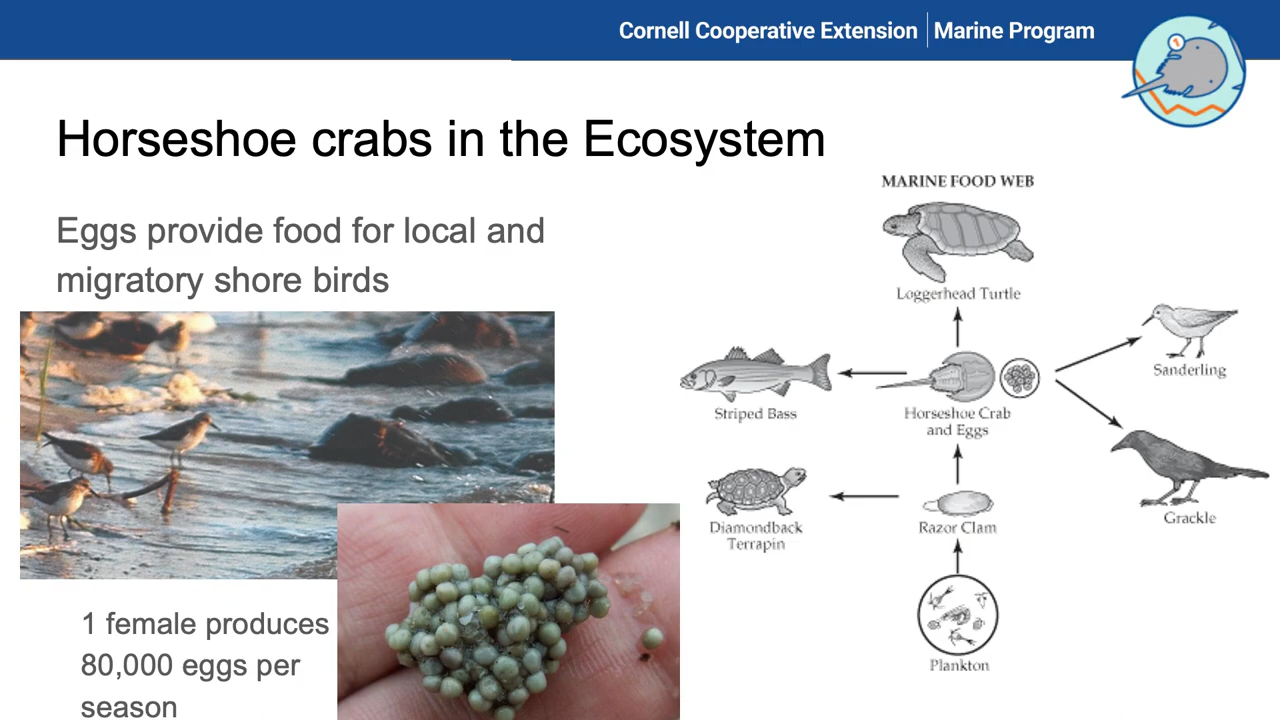 Cornell Cooperative Extension | Marine Program
Horseshoe crabs in the Ecosystem
Eggs provide food for local and
migratory shore birds
1 female produces
80,000 eggs per
season
MARINE FOOD WEB
Loggerhead Turtle
Striped Bass
Horseshoe Crab
and Eggs
Sanderling
Grackle
Diamondback
Terrapin
Razor Clam
Plankton